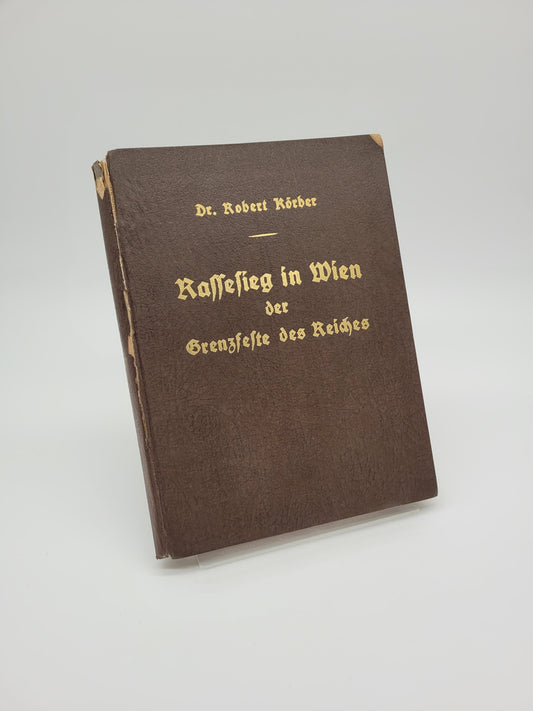 Dr. Robert Körber
Rassesieg in Wien
der
Grenzfeste des Reiches